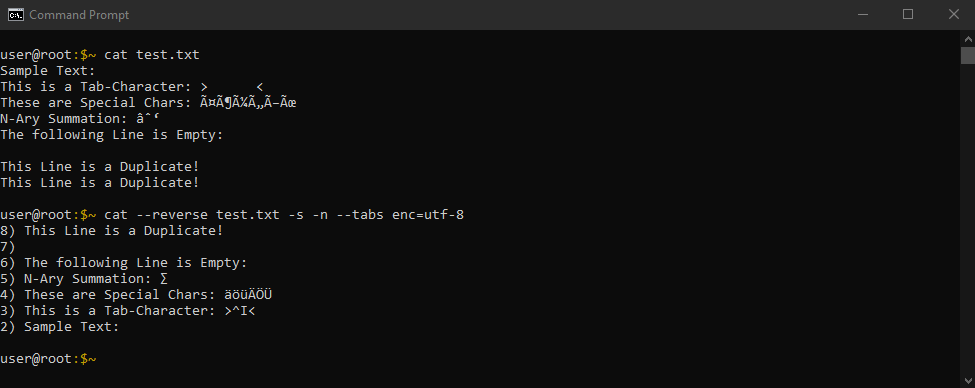 Command Prompt
user@root:$~ cat test.txt
Sample Text:
This is a Tab-Character: >      <
These are Special Chars: Ã¤Ã¶Ã¼Ã„Ã–Ãœ
N-Ary Summation: âˆ‘
The following Line is Empty:

This Line is a Duplicate!
This Line is a Duplicate!

user@root:$~ cat --reverse test.txt -s -n --tabs enc=utf-8
8) This Line is a Duplicate!
7)
6) The following Line is Empty:
5) N-Ary Summation: ∑
4) These are Special Chars: äöüÄÖÜ
3) This is a Tab-Character: >^I<
2) Sample Text:

user@root:$~